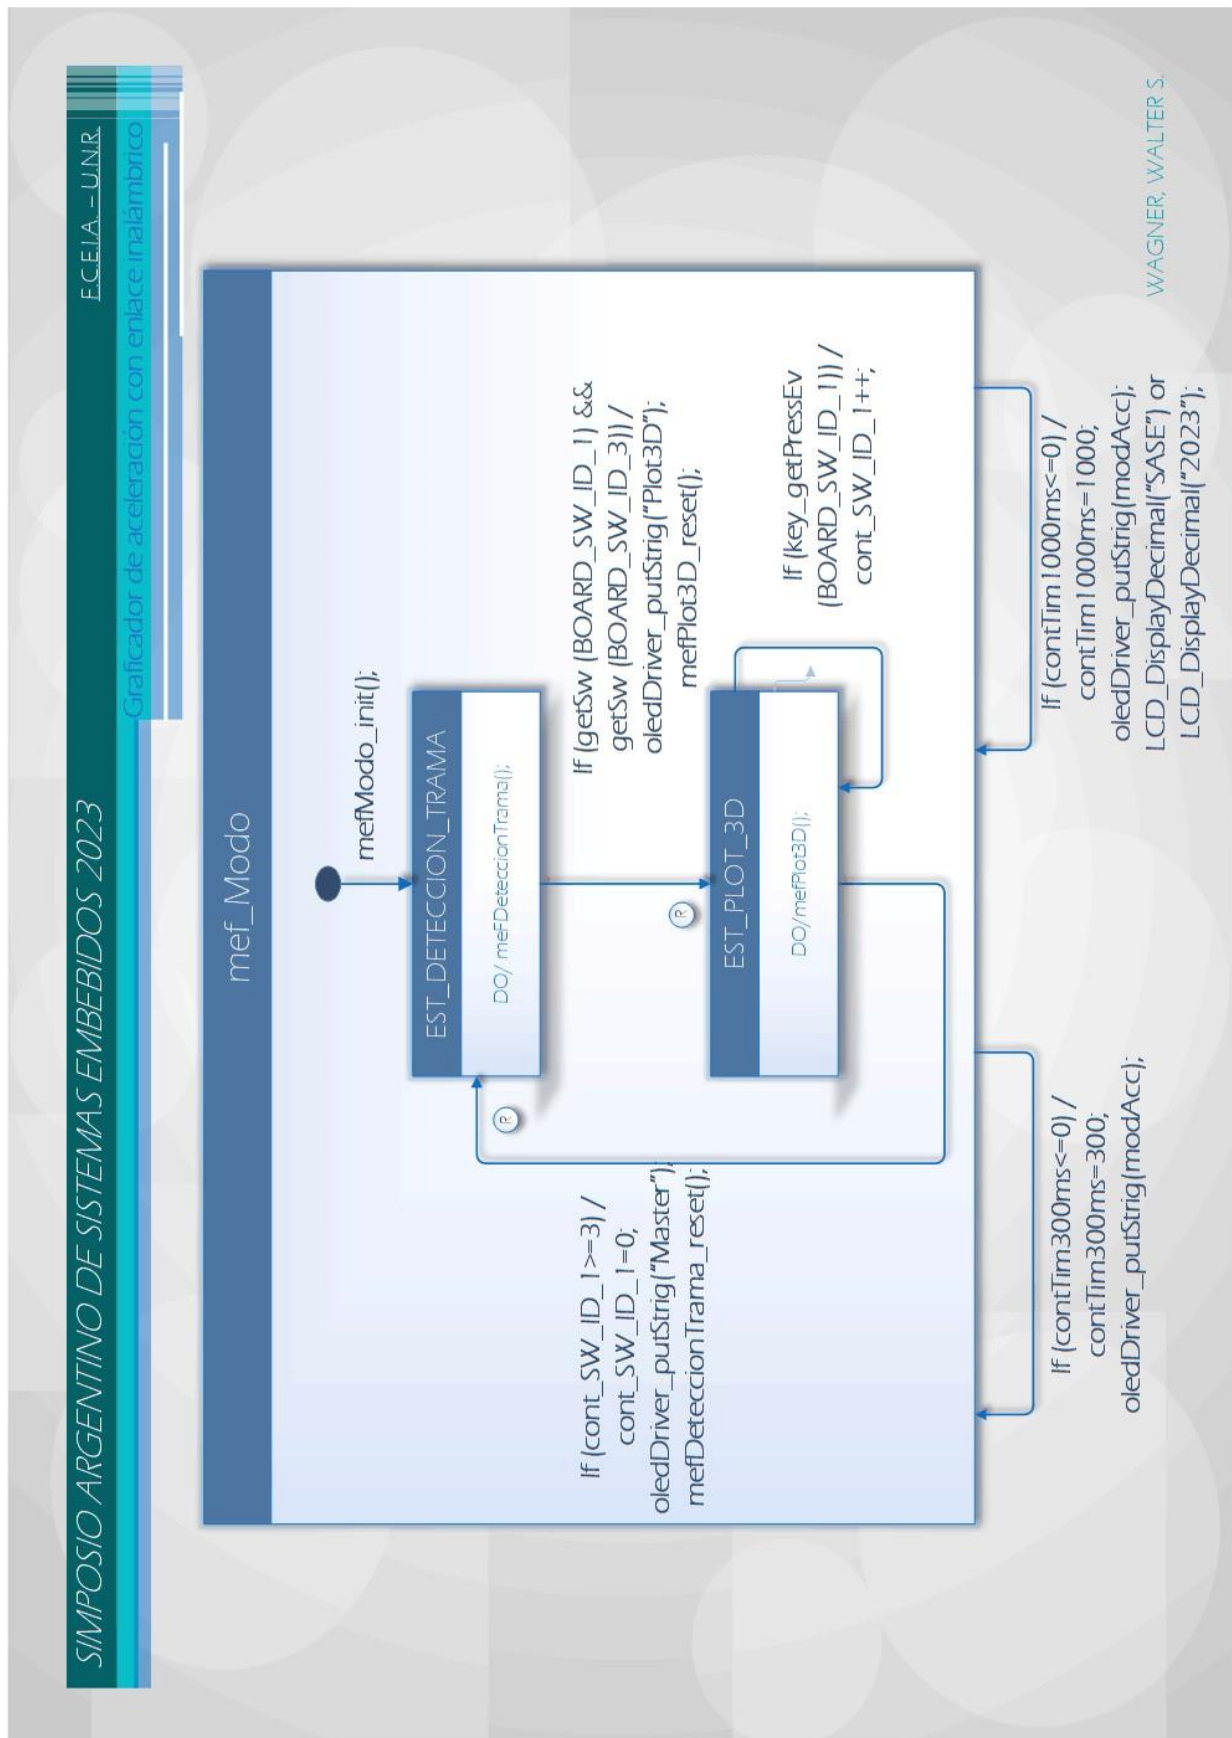 SIMPOSIO ARGENTINO DE SISTEMAS EMBEBIDOS 2023
F.C.E.I.A. – U.N.R.
Graficador de aceleración con enlace inalámbrico
mef_Modo
mefModo_init();
EST_DETECCION_TRAMA
DO/ meFDeteccionTrama();
If (cont_SW_ID_1>=3) /
cont_SW_ID_1=0;
oledDriver_putStrig("Master");
mefDeteccionTrama_reset();
R
If (getSw (BOARD_SW_ID_1) &&
getSw (BOARD_SW_ID_3)) /
oledDriver_putStrig("Plot3D");
mefPlot3D_reset();
R
EST_PLOT_3D
DO/mefPlot3D();
If (key_getPressEv
(BOARD_SW_ID_1)) /
cont_SW_ID_1++;
If (contTim300ms<=0) /
contTim300ms=300;
oledDriver_putStrig(modAcc);
If (contTim1000ms<=0) /
contTim1000ms=1000;
oledDriver_putStrig(modAcc);
LCD_DisplayDecimal("SASE") or
LCD_DisplayDecimal("2023");
WAGNER, WALTER S.